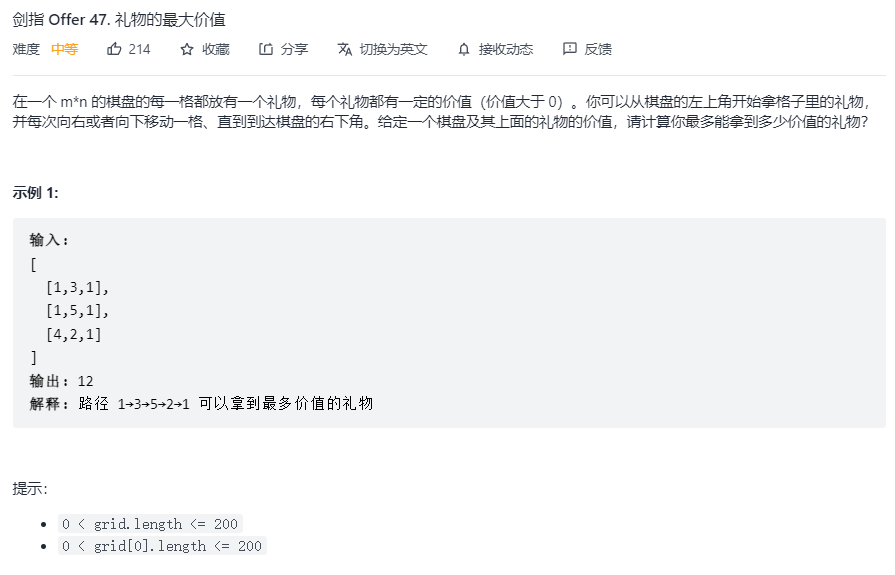 剑指 Offer 47. 礼物的最大价值
难度 中等 214 收藏 分享 切换为英文 接收动态 反馈
在一个 m*n 的棋盘的每一格都放有一个礼物，每个礼物都有一定的价值（价值大于 0）。你可以从棋盘的左上角开始拿格子里的礼物，
并每次向右或者向下移动一格、直到到达棋盘的右下角。给定一个棋盘及其上面的礼物的价值，请计算你最多能拿到多少价值的礼物？
示例 1:
输入:
[
[1,3,1],
[1,5,1],
[4,2,1]
]
输出: 12
解释: 路径 1→3→5→2→1 可以拿到最多价值的礼物
提示：
• 0 < grid.length <= 200
• 0 < grid[0].length <= 200